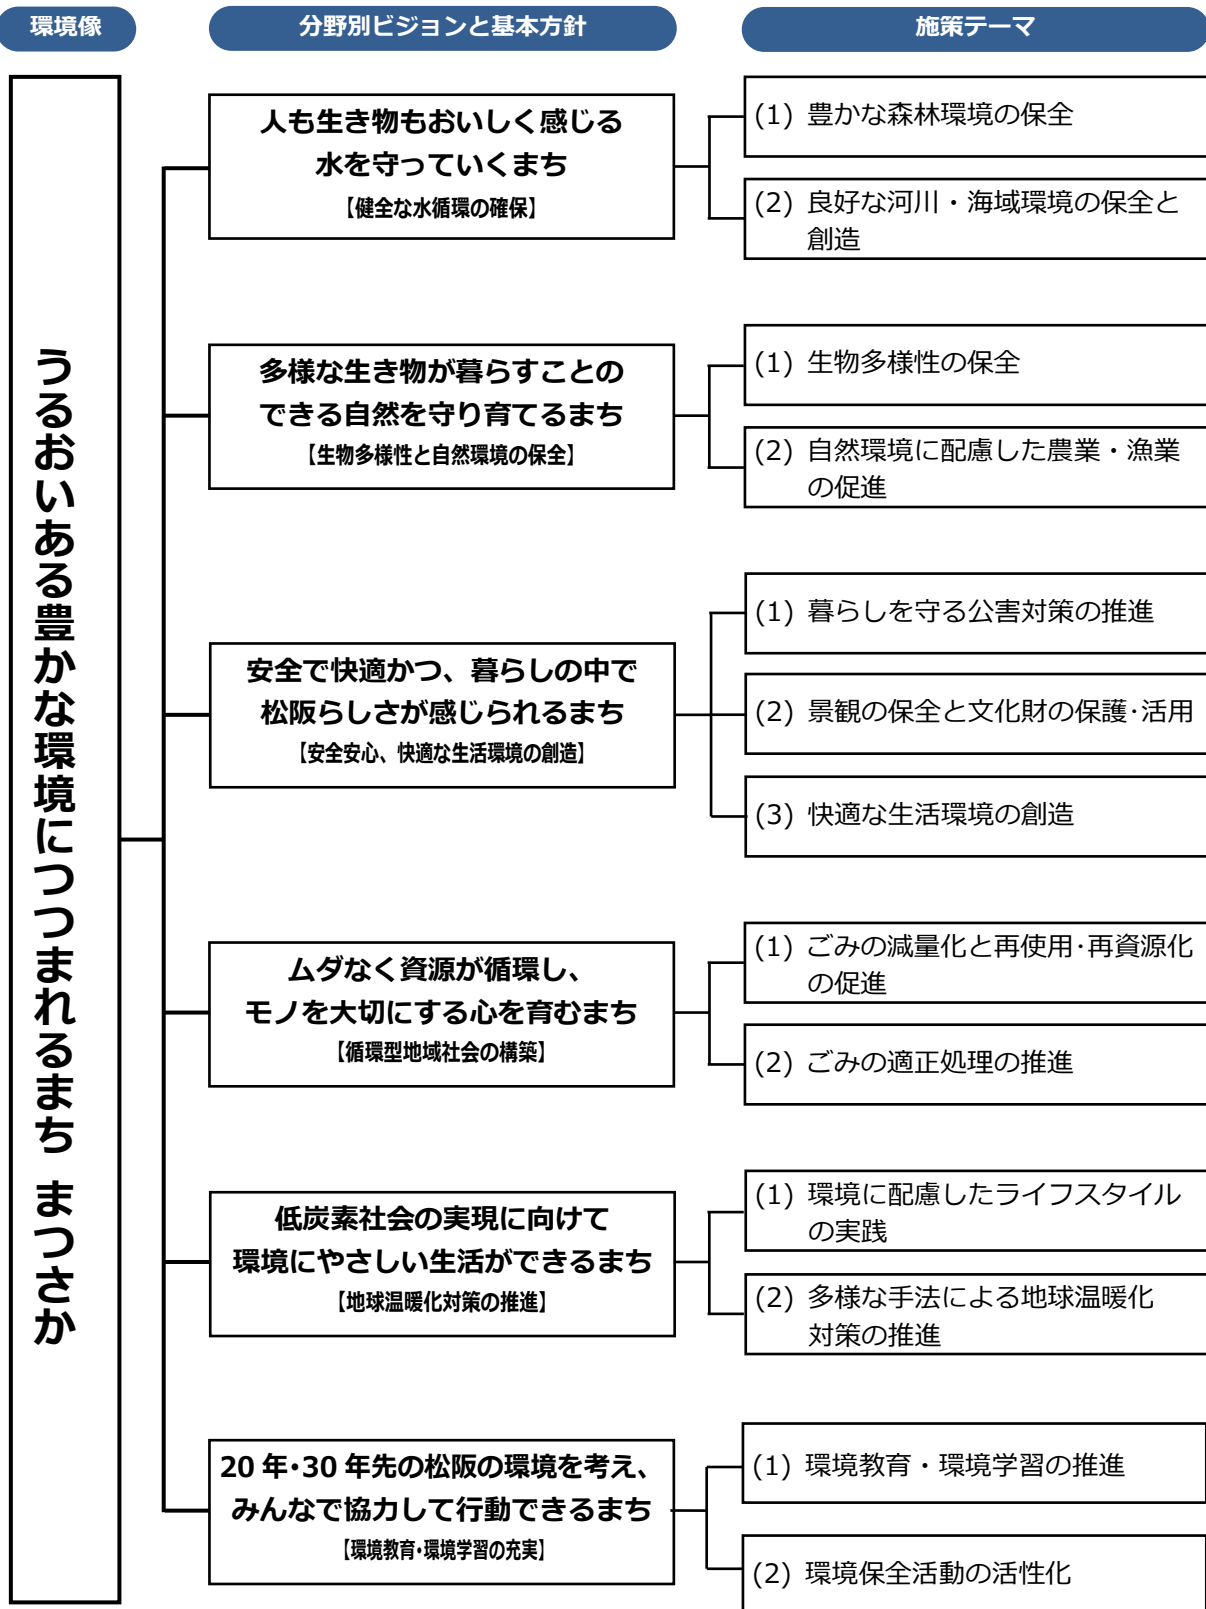 環境像
分野別ビジョンと基本方針
施策テーマ
うるおいある豊かな環境につつまれるまち まつさか
人も生き物もおいしく感じる
水を守っていくまち
【健全な水循環の確保】
(1) 豊かな森林環境の保全
(2) 良好な河川・海域環境の保全と
創造
多様な生き物が暮らすことの
できる自然を守り育てるまち
【生物多様性と自然環境の保全】
(1) 生物多様性の保全
(2) 自然環境に配慮した農業・漁業
の促進
安全で快適かつ、暮らしの中で
松阪らしさが感じられるまち
【安全安心、快適な生活環境の創造】
(1) 暮らしを守る公害対策の推進
(2) 景観の保全と文化財の保護･活用
(3) 快適な生活環境の創造
ムダなく資源が循環し、
モノを大切にする心を育むまち
【循環型地域社会の構築】
(1) ごみの減量化と再使用･再資源化
の促進
(2) ごみの適正処理の推進
低炭素社会の実現に向けて
環境にやさしい生活ができるまち
【地球温暖化対策の推進】
(1) 環境に配慮したライフスタイル
の実践
(2) 多様な手法による地球温暖化
対策の推進
20 年･30 年先の松阪の環境を考え、
みんなで協力して行動できるまち
【環境教育･環境学習の充実】
(1) 環境教育・環境学習の推進
(2) 環境保全活動の活性化